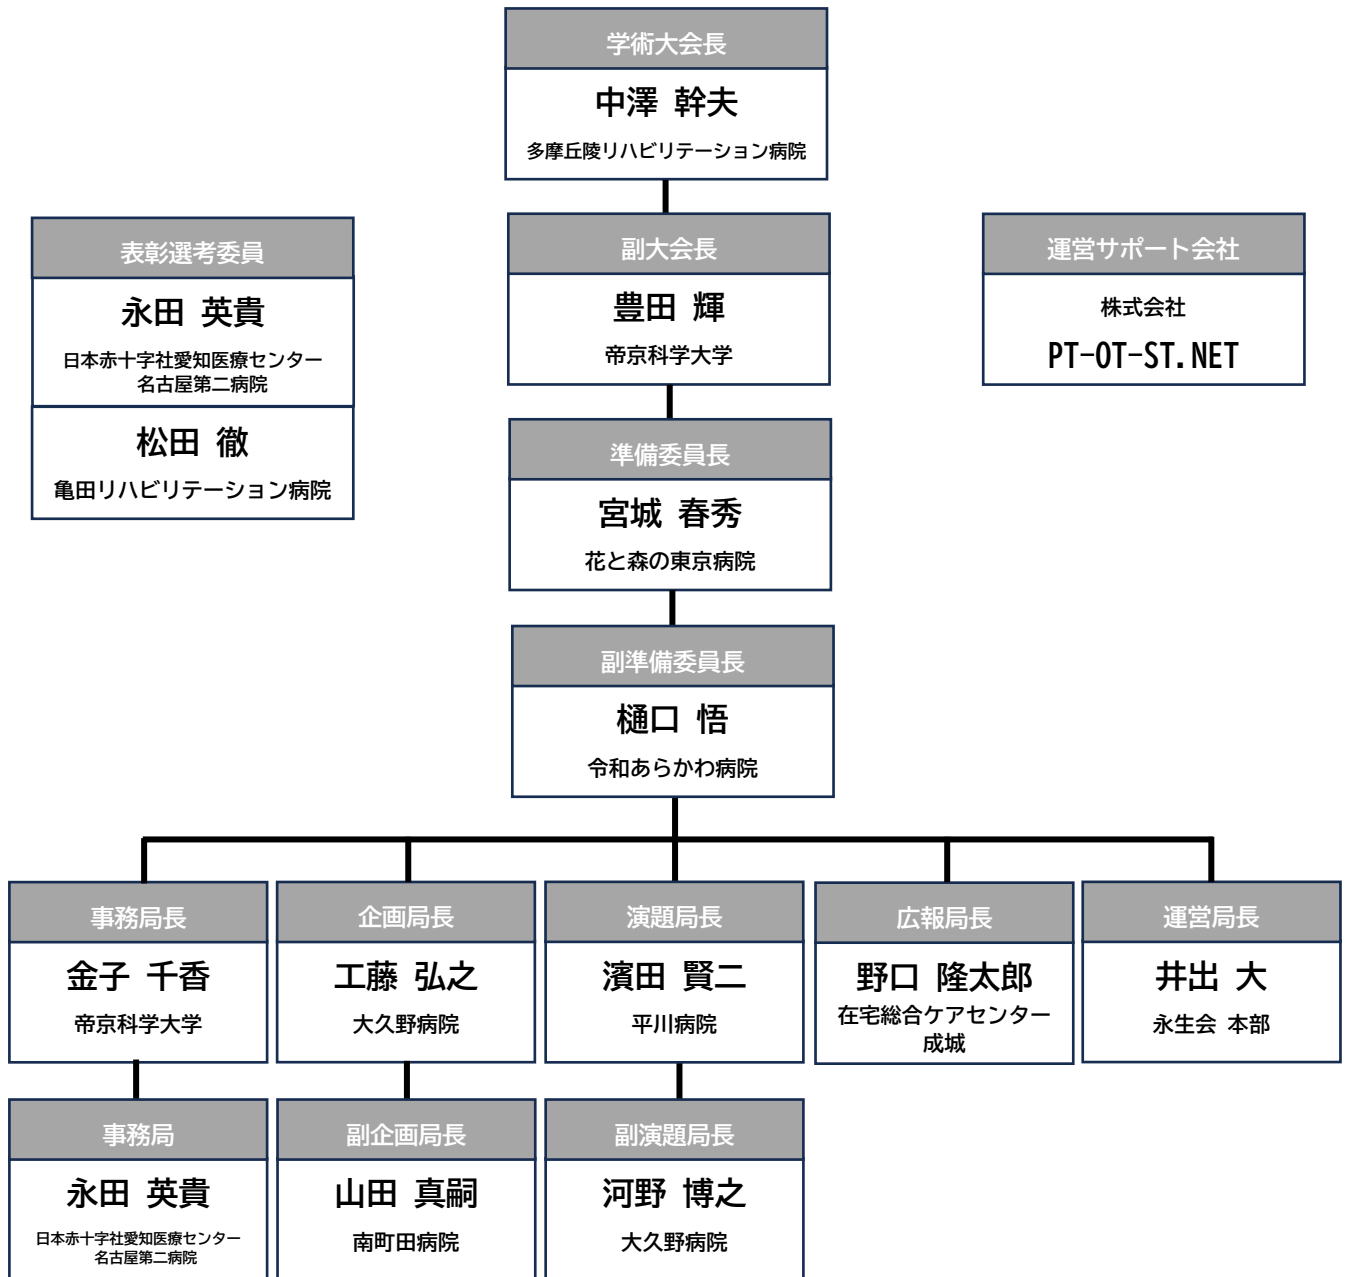 学術大会長
中澤 幹夫
多摩丘陵リハビリテーション病院
表彰選考委員
永田 英貴
日本赤十字社愛知医療センター
名古屋第二病院
松田 徹
亀田リハビリテーション病院
副大会長
豊田 輝
帝京科学大学
運営サポート会社
株式会社
PT-OT-ST.NET
準備委員長
宮城 春秀
花と森の東京病院
副準備委員長
樋口 悟
令和あらかわ病院
事務局長
金子 千香
帝京科学大学
企画局長
工藤 弘之
大久野病院
演題局長
濱田 賢二
平川病院
広報局長
野口 隆太郎
在宅総合ケアセンター
成城
運営局長
井出 大
永生会 本部
事務局
永田 英貴
日本赤十字社愛知医療センター
名古屋第二病院
副企画局長
山田 真嗣
南町田病院
副演題局長
河野 博之
大久野病院